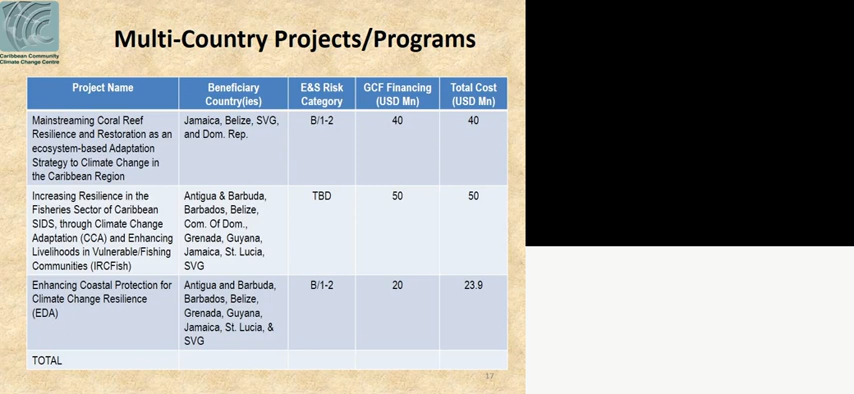 Caribbean Community
Climate Change Centre
Multi-Country Projects/Programs
Project Name
Beneficiary
Country(ies)
E&S Risk
Category
GCF Financing
(USD Mn)
Total Cost
(USD Mn)
Mainstreaming Coral Reef
Resilience and Restoration as an
ecosystem-based Adaptation
Strategy to Climate Change in
the Caribbean Region
Jamaica, Belize, SVG,
and Dom. Rep.
B/1-2
40
40
Increasing Resilience in the
Fisheries Sector of Caribbean
SIDS, through Climate Change
Adaptation (CCA) and Enhancing
Livelihoods in Vulnerable/Fishing
Communities (IRCFish)
Antigua & Barbuda,
Barbados, Belize,
Com. Of Dom.,
Grenada, Guyana,
Jamaica, St. Lucia,
SVG
TBD
50
50
Enhancing Coastal Protection for
Climate Change Resilience
(EDA)
Antigua and Barbuda,
Barbados, Belize,
Grenada, Guyana,
Jamaica, St. Lucia, &
SVG
B/1-2
20
23.9
TOTAL
17